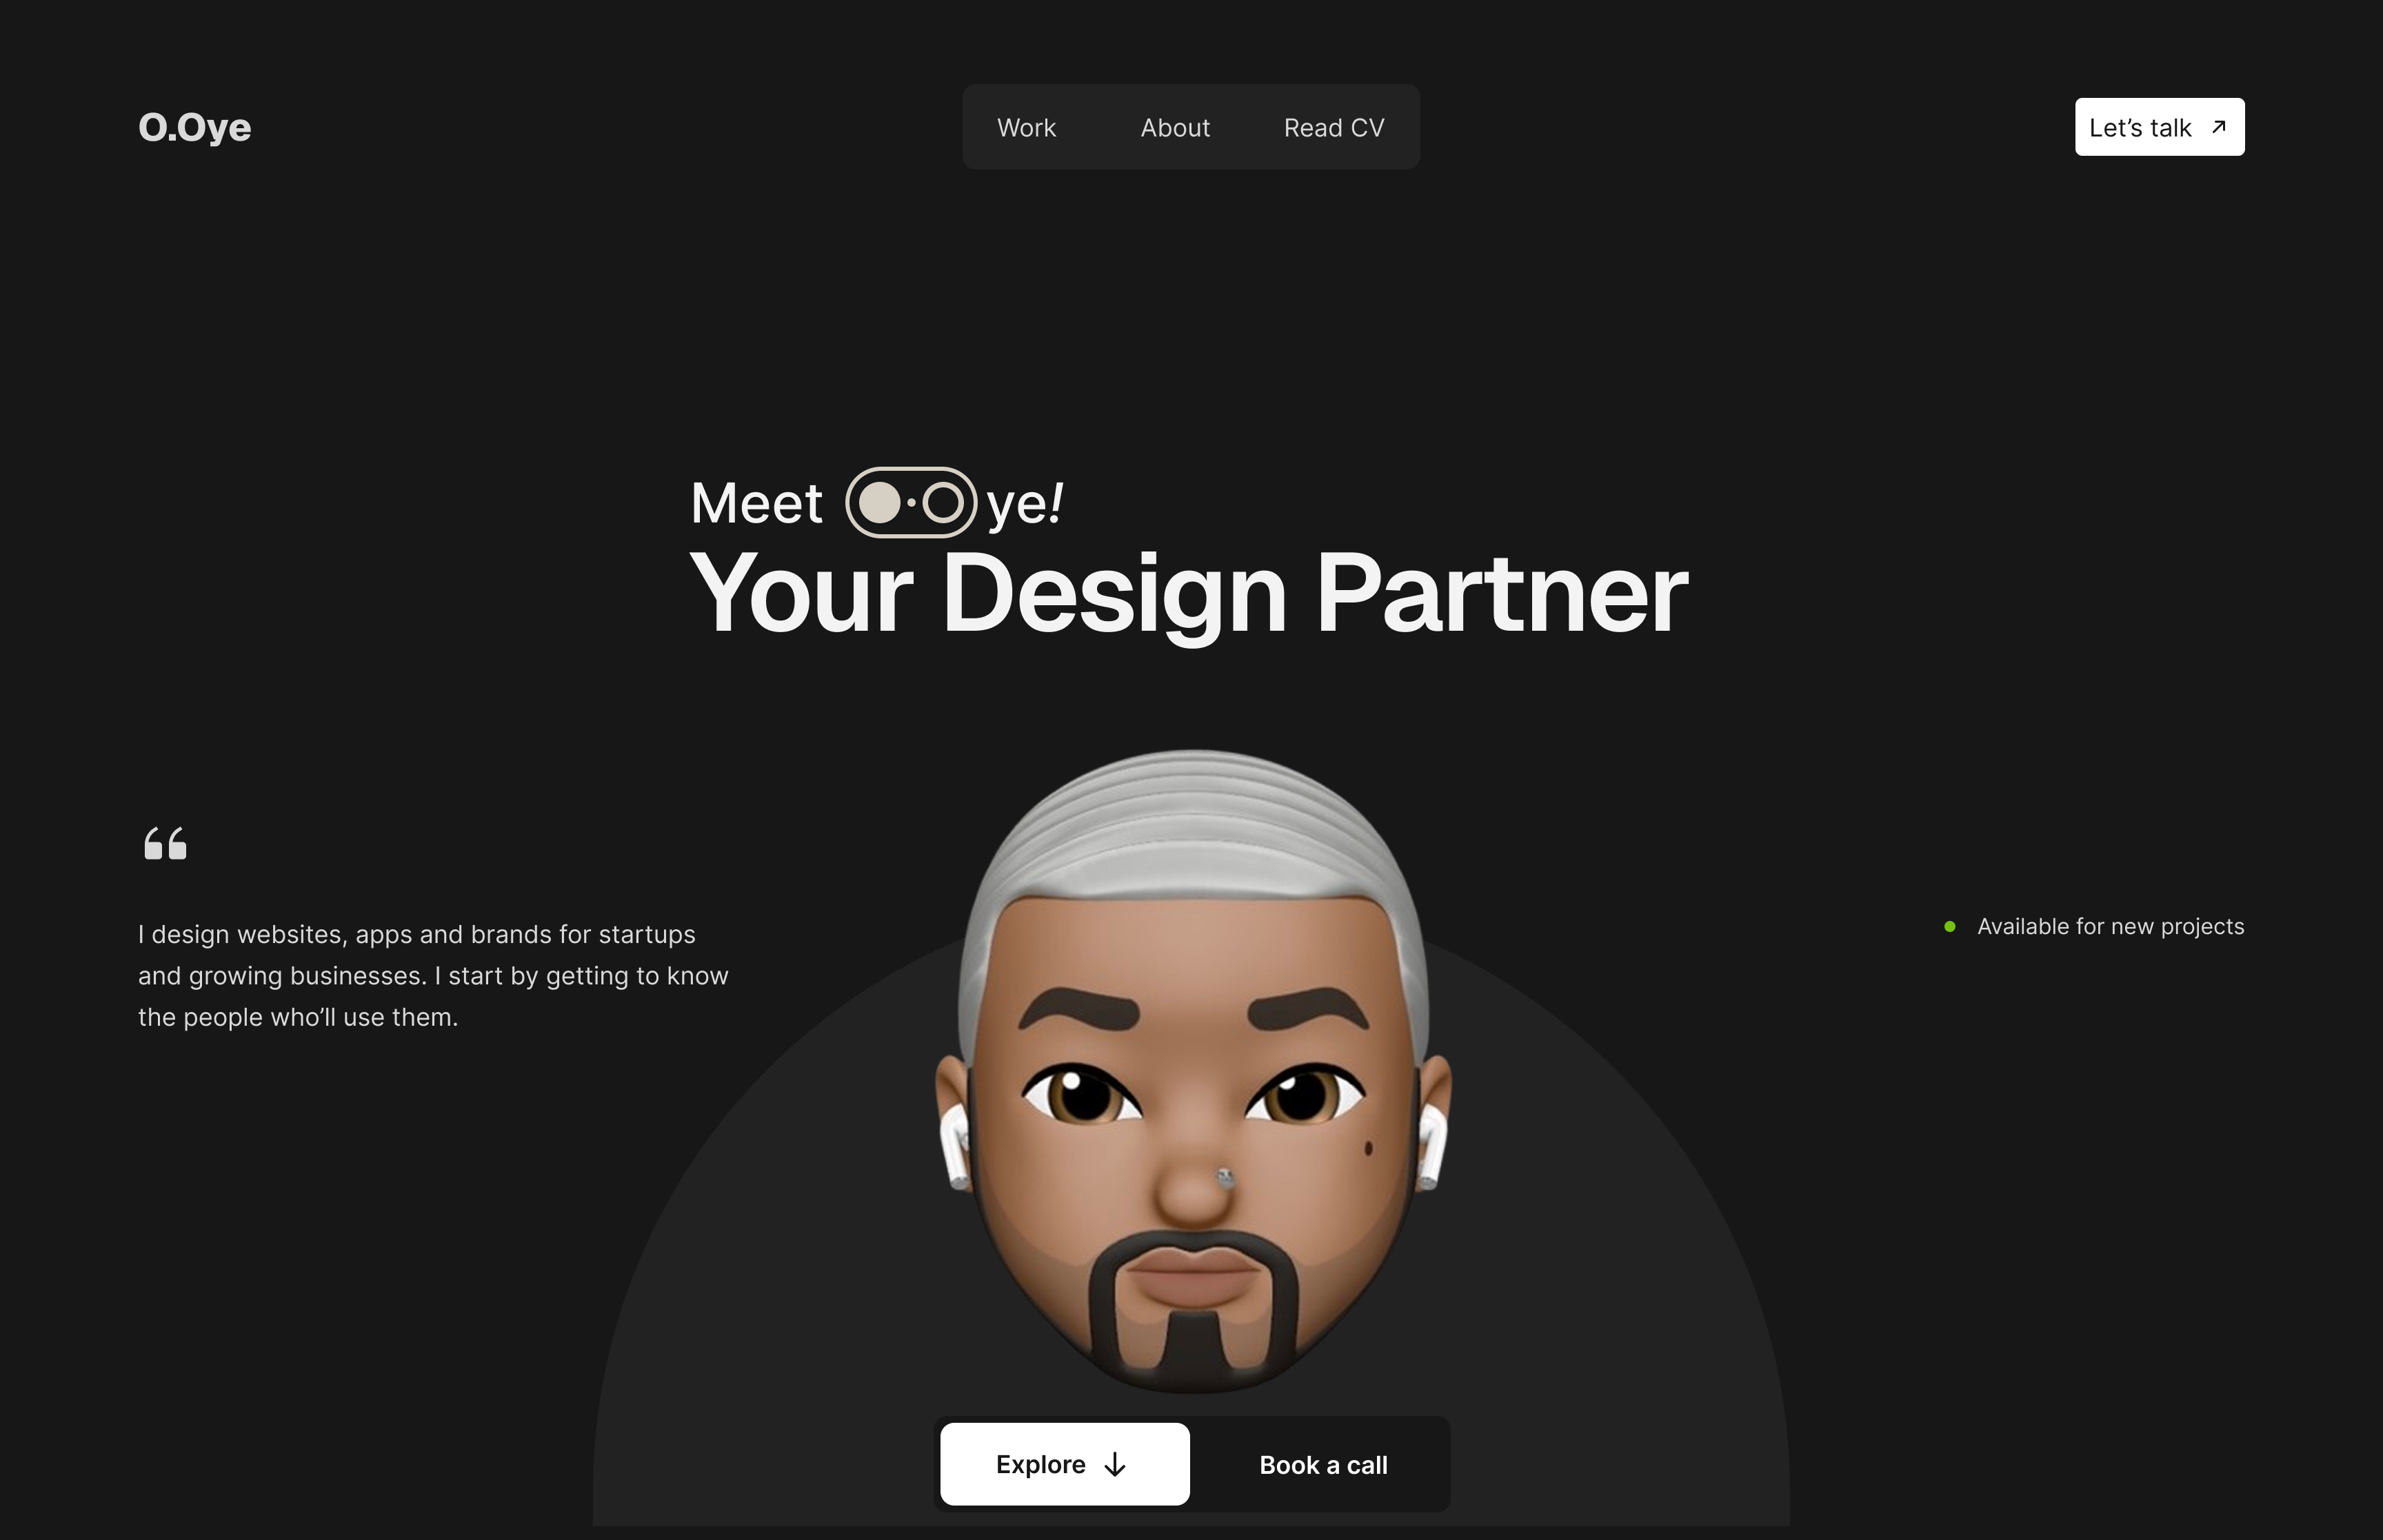 O.Oye
Work
About
Read CV
Let’s talk
Meet O.Oye!
Your Design Partner
“
I design websites, apps and brands for startups
and growing businesses. I start by getting to know
the people who’ll use them.
Available for new projects
Explore
Book a call